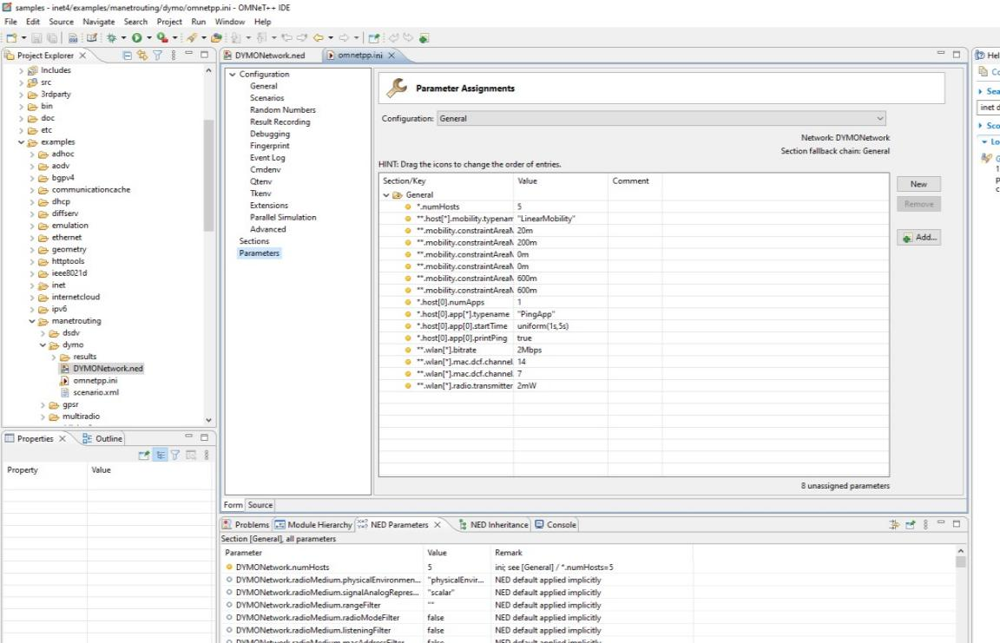 samples - inet4/examples/manetrouting/dymo/omnetpp.ini - OMNeT++ IDE
File Edit Source Navigate Search Project Run Window Help
Project Explorer
Includes
src
3rdparty
bin
doc
etc
examples
adhoc
aodv
bgpv4
communicationcache
dhcp
diffserv
emulation
ethernet
geometry
httptools
ieee8021d
inet
internetcloud
ipv6
manetrouting
dsdv
dymo
results
DYMONetwork.ned
omnetpp.ini
scenario.xml
gpsr
multiradio
Properties Outline
Property Value
DYMONetwork.ned omnetpp.ini
Configuration
General
Scenarios
Random Numbers
Result Recording
Debugging
Fingerprint
Event Log
Cmdenv
Qtenv
Tkenv
Extensions
Parallel Simulation
Advanced
Sections
Parameters
Parameter Assignments
Configuration: General
Network: DYMONetwork
Section fallback chain: General
HINT: Drag the icons to change the order of entries.
Section/Key Value Comment
General
*.numHosts 5
**.host[*].mobility.typenam "LinearMobility"
**.mobility.constraintArea 20m
**.mobility.constraintArea 200m
**.mobility.constraintArea 0m
**.mobility.constraintArea 0m
**.mobility.constraintArea 600m
**.mobility.constraintArea 600m
*.host[0].numApps 1
*.host[0].app[*].typename "PingApp"
*.host[0].app[0].startTime uniform(1s,5s)
*.host[0].app[0].printPing true
**.wlan[*].bitrate 2Mbps
**.wlan[*].mac.dcf.channel 14
**.wlan[*].mac.dcf.channel 7
**.wlan[*].radio.transmitter 2mW
New
Remove
Add...
8 unassigned parameters
Form Source
Problems Module Hierarchy NED Parameters NED Inheritance Console
Section [General], all parameters
Parameter Value Remark
DYMONetwork.numHosts 5 ini; see [General] / *.numHosts=5
DYMONetwork.radioMedium.physicalEnvironmen... "physicalEnvir... NED default applied implicitly
DYMONetwork.radioMedium.signalAnalogRepres... "scalar" NED default applied implicitly
DYMONetwork.radioMedium.rangeFilter "" NED default applied implicitly
DYMONetwork.radioMedium.radioModeFilter false NED default applied implicitly
DYMONetwork.radioMedium.listeningFilter false NED default applied implicitly
DYMONetwork.radioMedium.macAddressFilter false NED default applied implicitly
Hel
Co
Sea
inet d
Sco
Lo